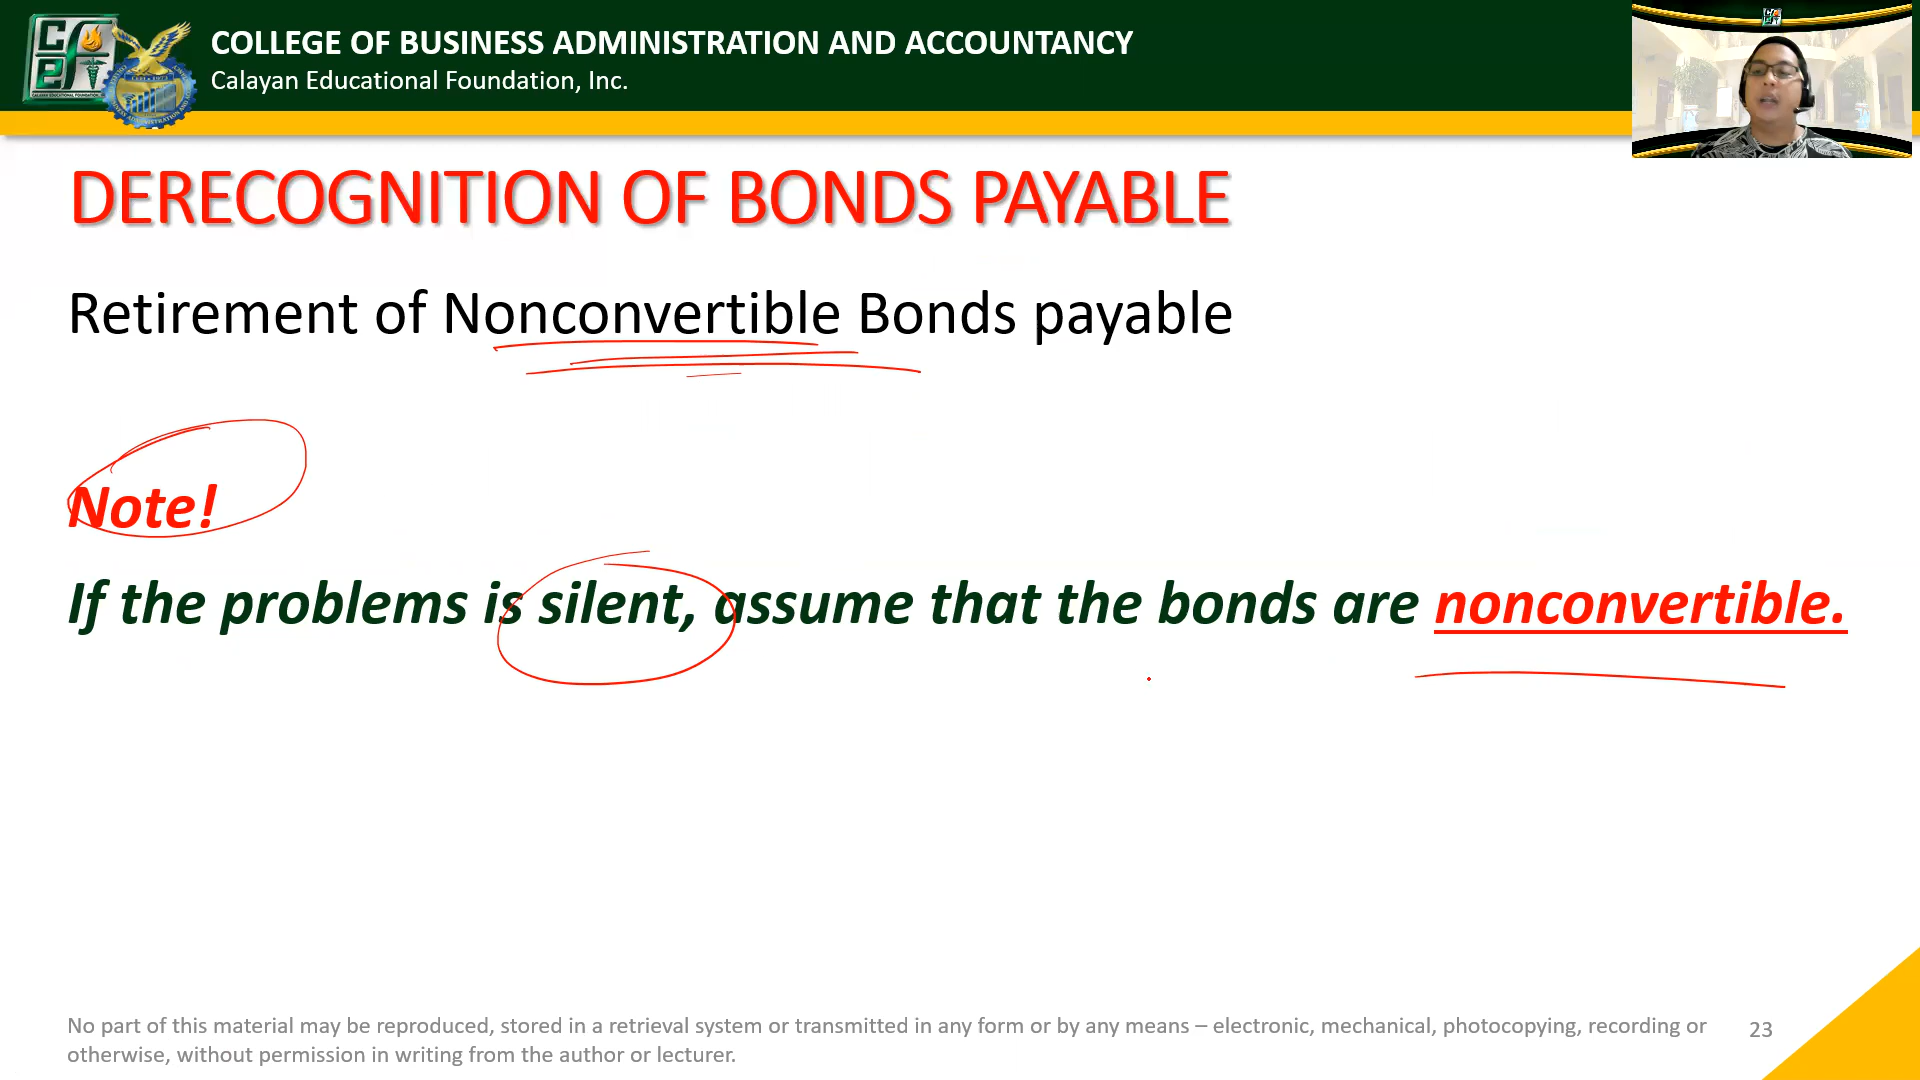 COLLEGE OF BUSINESS ADMINISTRATION AND ACCOUNTANCY
Calayan Educational Foundation, Inc.
DERECOGNITION OF BONDS PAYABLE
Retirement of Nonconvertible Bonds payable
Note!
If the problems is silent, assume that the bonds are nonconvertible.
No part of this material may be reproduced, stored in a retrieval system or transmitted in any form or by any means – electronic, mechanical, photocopying, recording or
otherwise, without permission in writing from the author or lecturer.
23